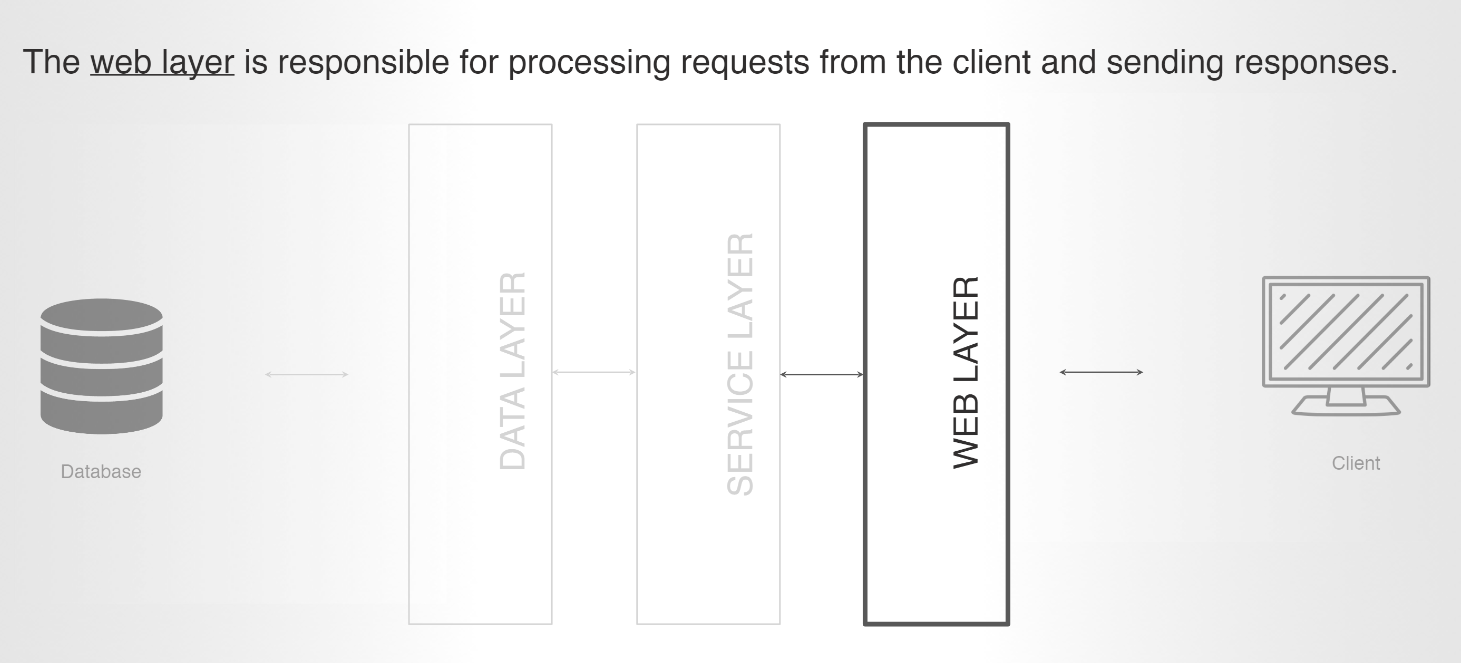 The web layer is responsible for processing requests from the client and sending responses.
DATA LAYER
SERVICE LAYER
WEB LAYER
Database
Client